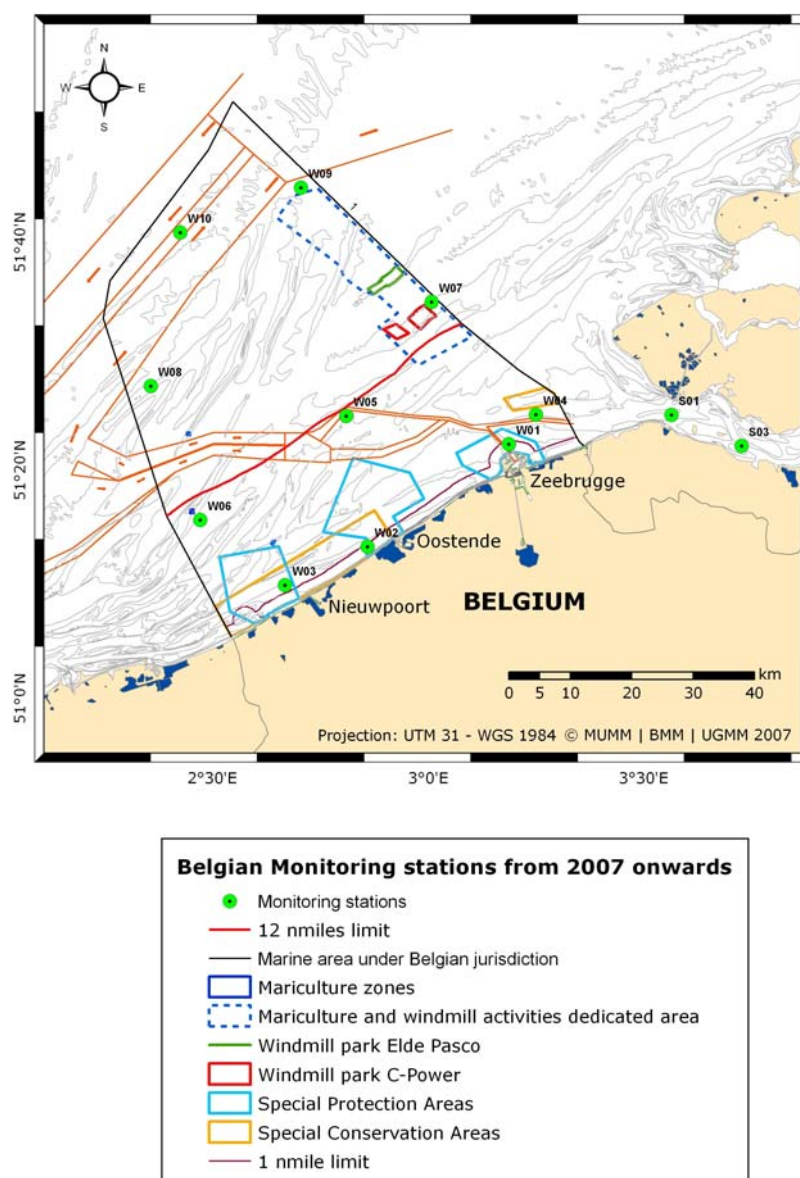 N
W E
S
W09
1
W10
51°40'
W07
W08
W05
W04
S01
W01
S03
51°20'
Zeebrugge
W06
W02
Oostende
W03
Nieuwpoort
BELGIUM
km
0 5 10 20 30 40
51°0'N
Projection: UTM 31 - WGS 1984 © MUMM | BMM | UGMM 2007
2°30'E 3°0'E 3°30'E
Belgian Monitoring stations from 2007 onwards
Monitoring stations
12 nmiles limit
Marine area under Belgian jurisdiction
Mariculture zones
Mariculture and windmill activities dedicated area
Windmill park Elde Pasco
Windmill park C-Power
Special Protection Areas
Special Conservation Areas
1 nmile limit